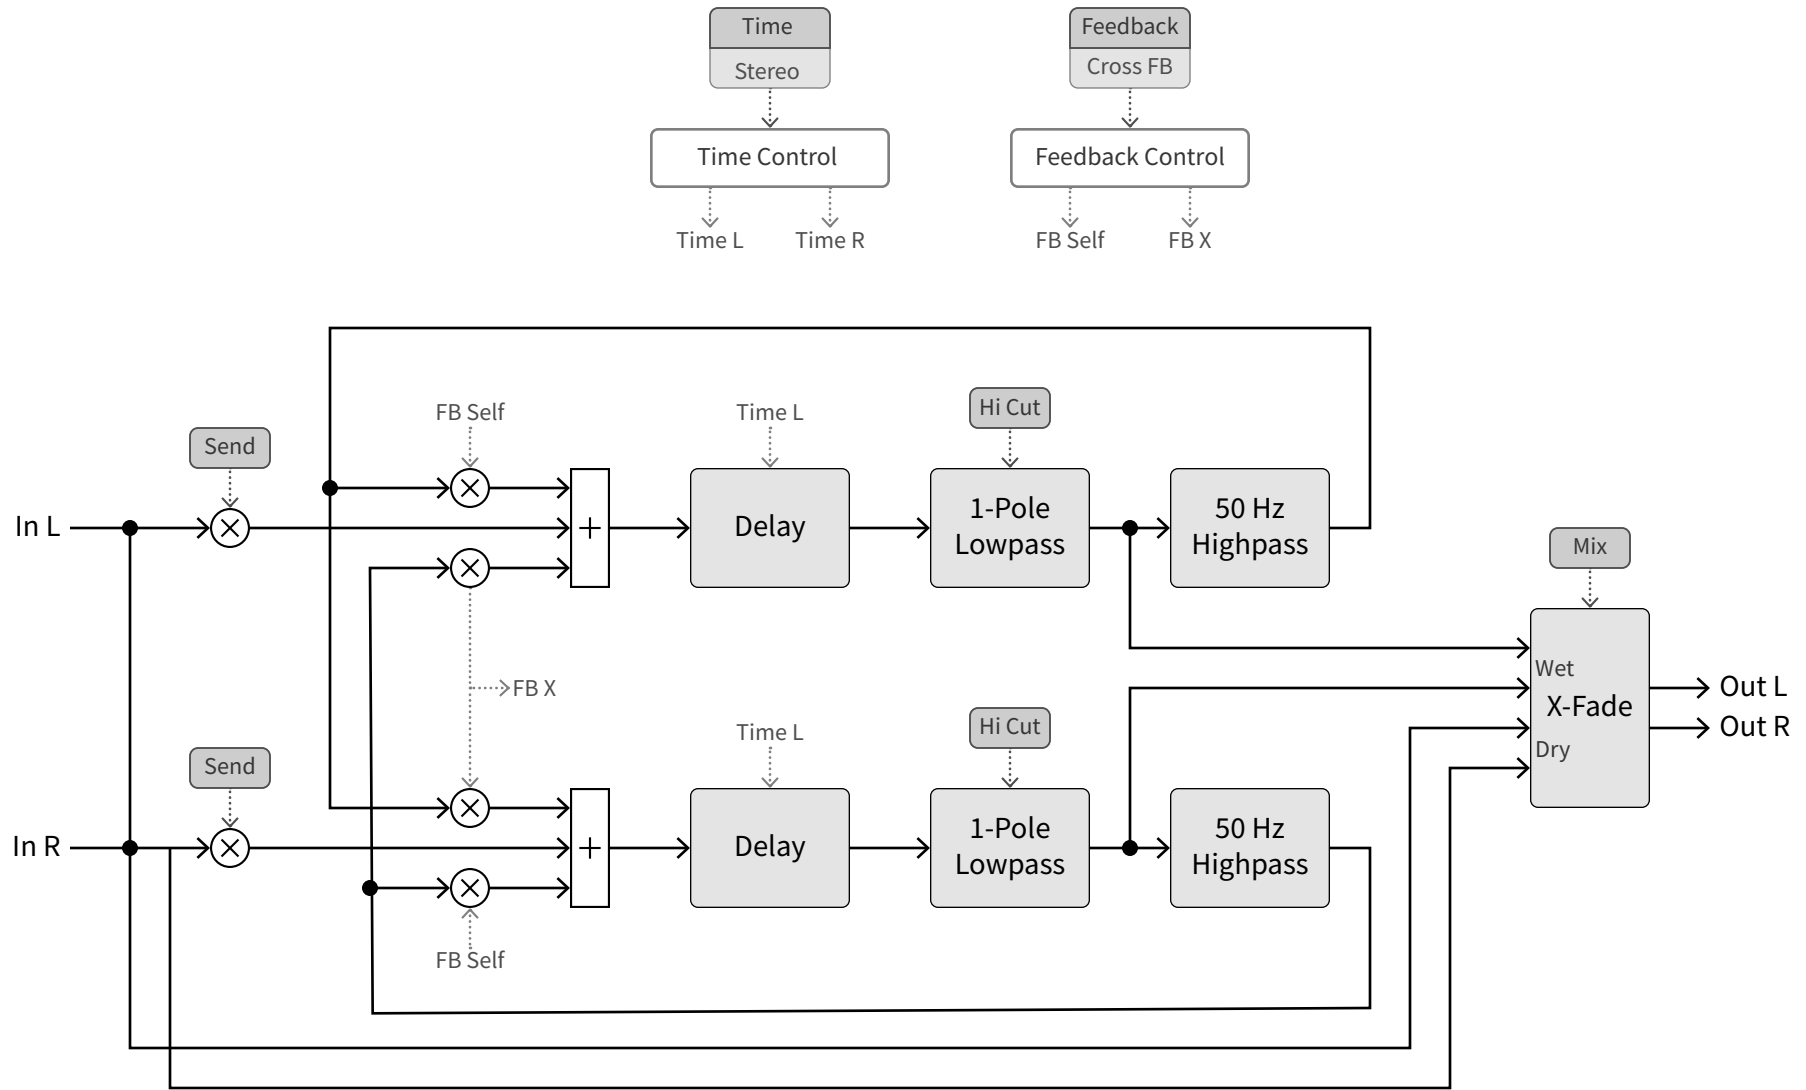 Time
Stereo
Feedback
Cross FB
Time Control
Feedback Control
Time L
Time R
FB Self
FB X
FB Self
Time L
Hi Cut
Send
In L
+
Delay
1-Pole
Lowpass
50 Hz
Highpass
Mix
FB X
Wet
X-Fade
Dry
Out L
Out R
Send
Time L
Hi Cut
In R
+
Delay
1-Pole
Lowpass
50 Hz
Highpass
FB Self